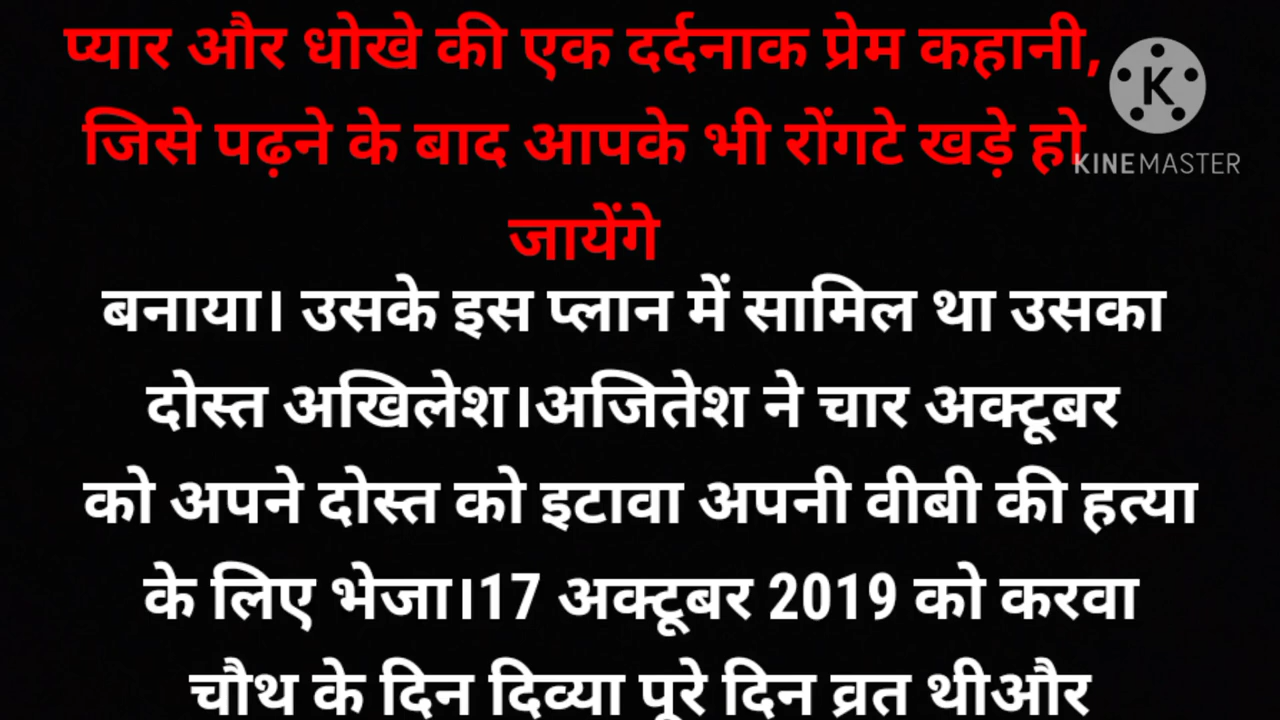 प्यार और धोखे की एक दर्दनाक प्रेम कहानी,
जिसे पढ़ने के बाद आपके भी रोंगटे खड़े हो
जायेंगे
K
KINEMASTER
बनाया। उसके इस प्लान में सामिल था उसका
दोस्त अखिलेश।अजितेश ने चार अक्टूबर
को अपने दोस्त को इटावा अपनी वीबी की हत्या
के लिए भेजा।17 अक्टूबर 2019 को करवा
चौथ के दिन दिव्या पूरे दिन व्रत थीऔर